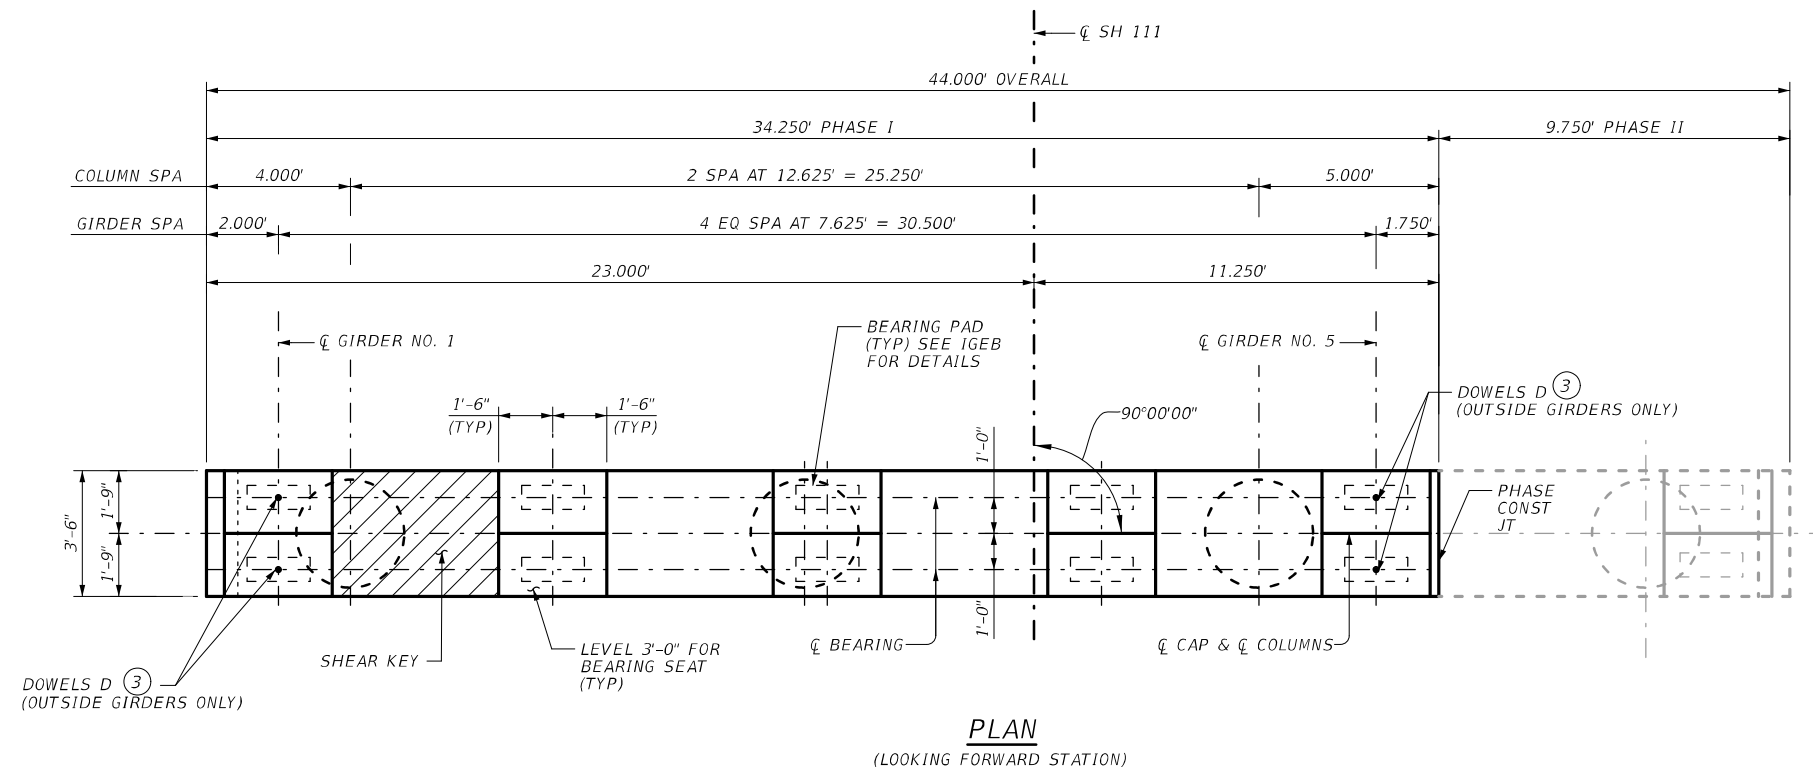 ℄ SH 111
44.000' OVERALL
34.250' PHASE I
9.750' PHASE II
COLUMN SPA
4.000'
2 SPA AT 12.625' = 25.250'
5.000'
GIRDER SPA
2.000'
4 EQ SPA AT 7.625' = 30.500'
1.750'
23.000'
11.250'
℄ GIRDER NO. 1
BEARING PAD
(TYP) SEE IGEB
FOR DETAILS
℄ GIRDER NO. 5
DOWELS D 3
(OUTSIDE GIRDERS ONLY)
1'-6"
(TYP)
1'-6"
(TYP)
90°00'00"
1'-0"
1'-0"
3'-6"
1'-9"
1'-9"
PHASE
CONST
JT
SHEAR KEY
LEVEL 3'-0" FOR
BEARING SEAT
(TYP)
℄ BEARING
℄ CAP & ℄ COLUMNS
DOWELS D 3
(OUTSIDE GIRDERS ONLY)
PLAN
(LOOKING FORWARD STATION)